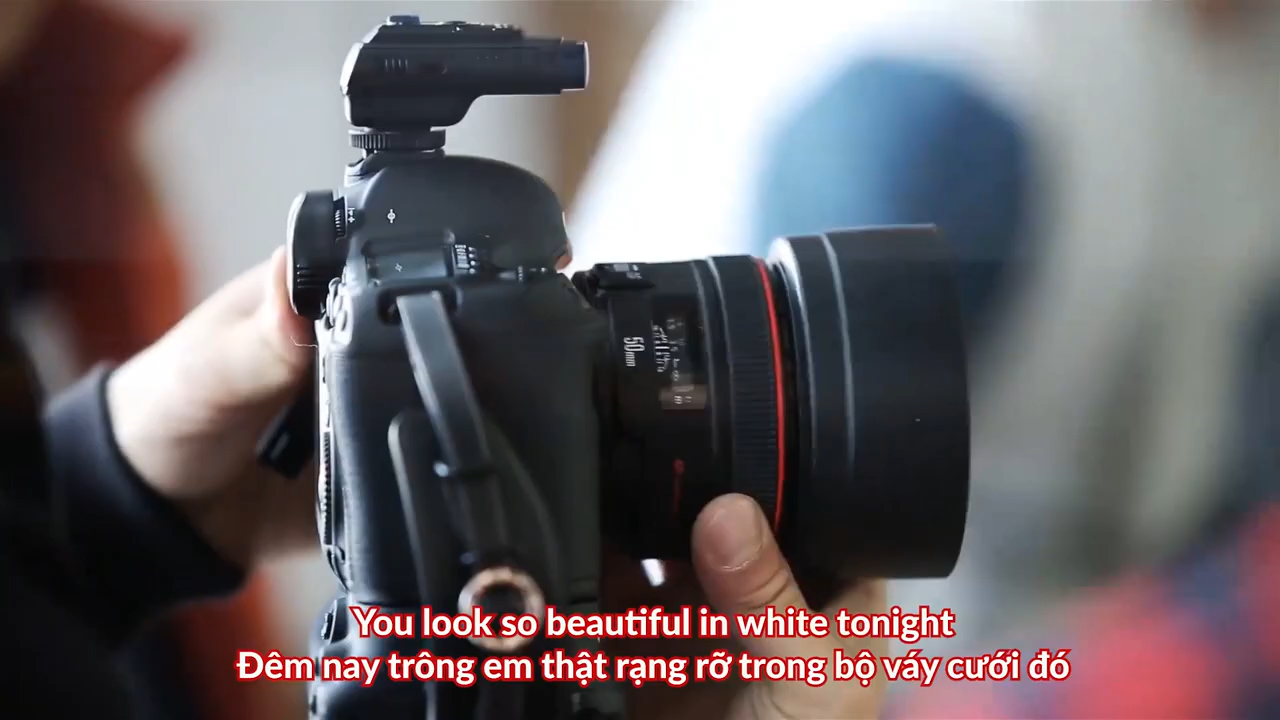 50mm
You look so beautiful in white tonight
Đêm nay trông em thật rạng rỡ trong bộ váy cưới đó